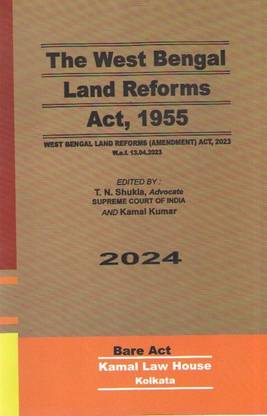 The West Bengal
Land Reforms
Act, 1955
WEST BENGAL LAND REFORMS (AMENDMENT) ACT, 2023
W.e.f. 13.04.2023
EDITED BY :
T. N. Shukla, Advocate
SUPREME COURT OF INDIA
AND Kamal Kumar
2024
Bare Act
Kamal Law House
Kolkata